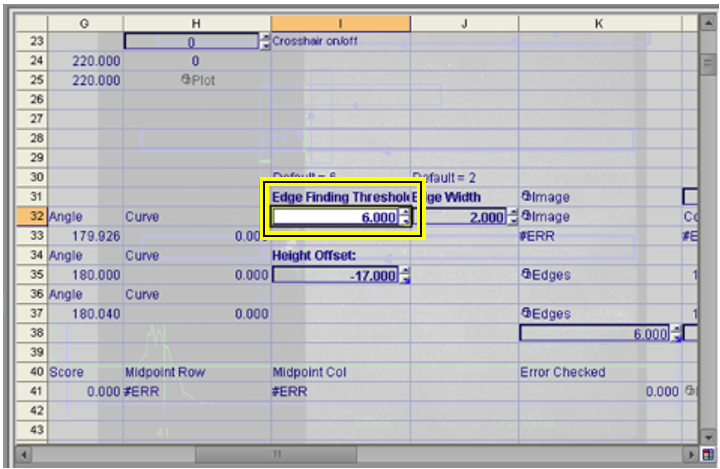 G H I J K
23 0 Crosshair on/off
24 220.000 0
25 220.000 Plot
26
27
28
29
30 Default = 6 Default = 2
31 Edge Finding Threshol Edge Width Image
32 Angle Curve 6.000 2.000 Image
33 179.926 0.000 #ERR
34 Angle Curve Height Offset:
35 180.000 0.000 -17.000 Edges 1
36 Angle Curve
37 180.040 0.000 Edges 1
38 6.000
39
40 Score Midpoint Row Midpoint Col Error Checked
41 0.000 #ERR #ERR 0.000
42
43 41